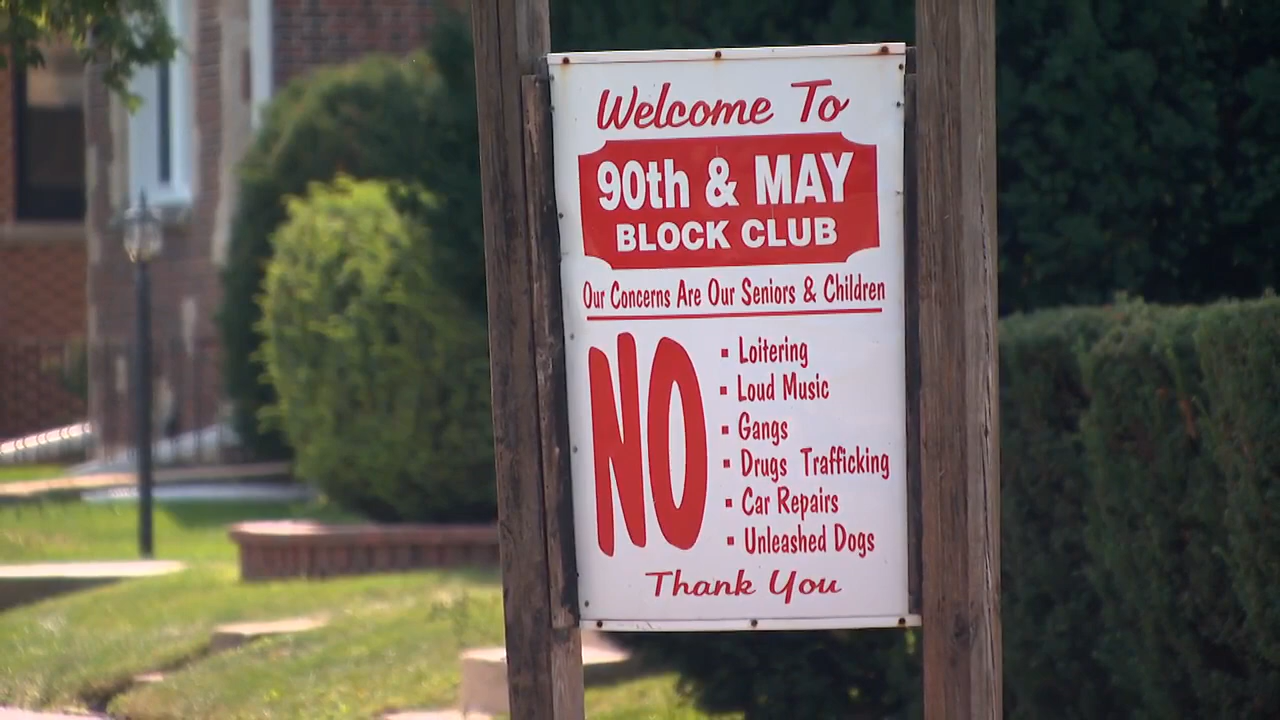 Welcome To
90th & MAY
BLOCK CLUB
Our Concerns Are Our Seniors & Children
NO
▪ Loitering
▪ Loud Music
▪ Gangs
▪ Drugs Trafficking
▪ Car Repairs
▪ Unleashed Dogs
Thank You